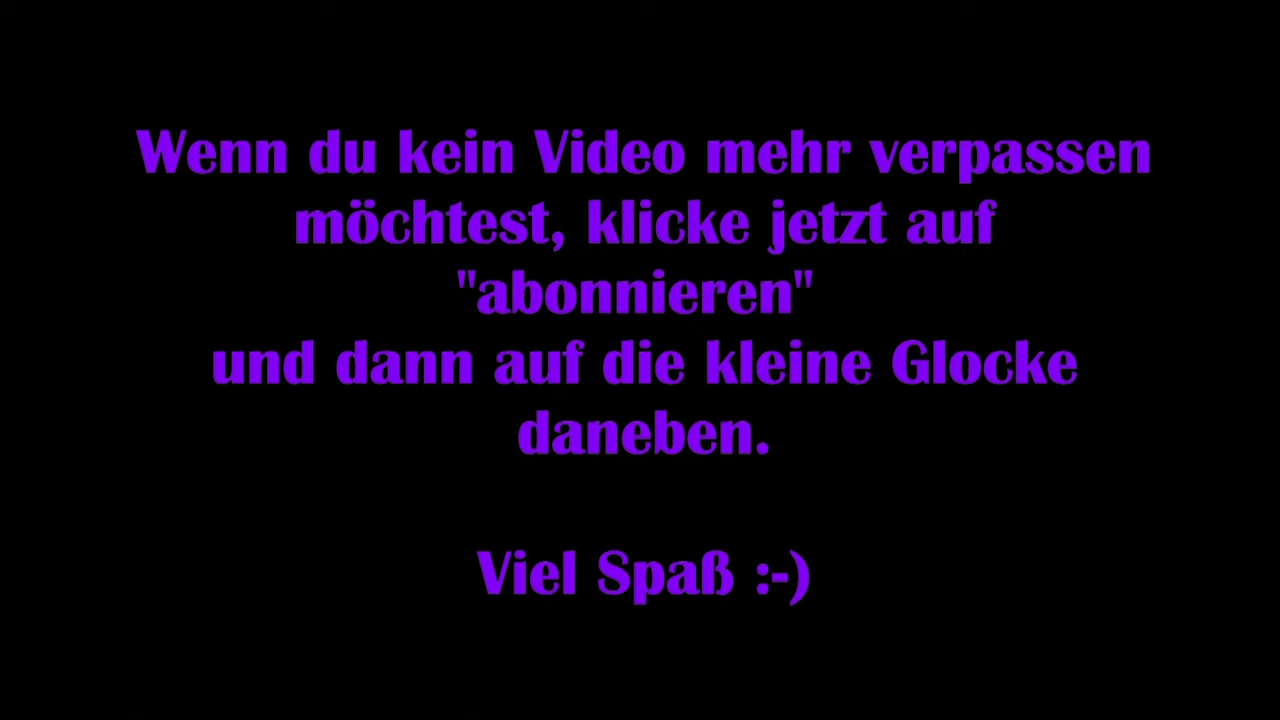 Wenn du kein Video mehr verpassen
möchtest, klicke jetzt auf
"abonnieren"
und dann auf die kleine Glocke
daneben.
Viel Spaß :-)